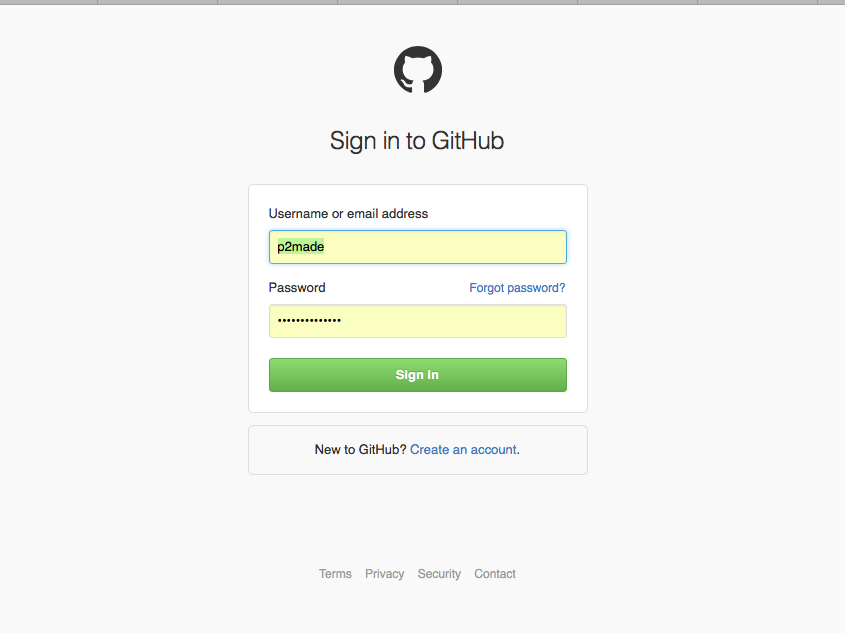 Sign in to GitHub
Username or email address
p2made
Password Forgot password?
••••••••••••••
Sign in
New to GitHub? Create an account.
Terms Privacy Security Contact